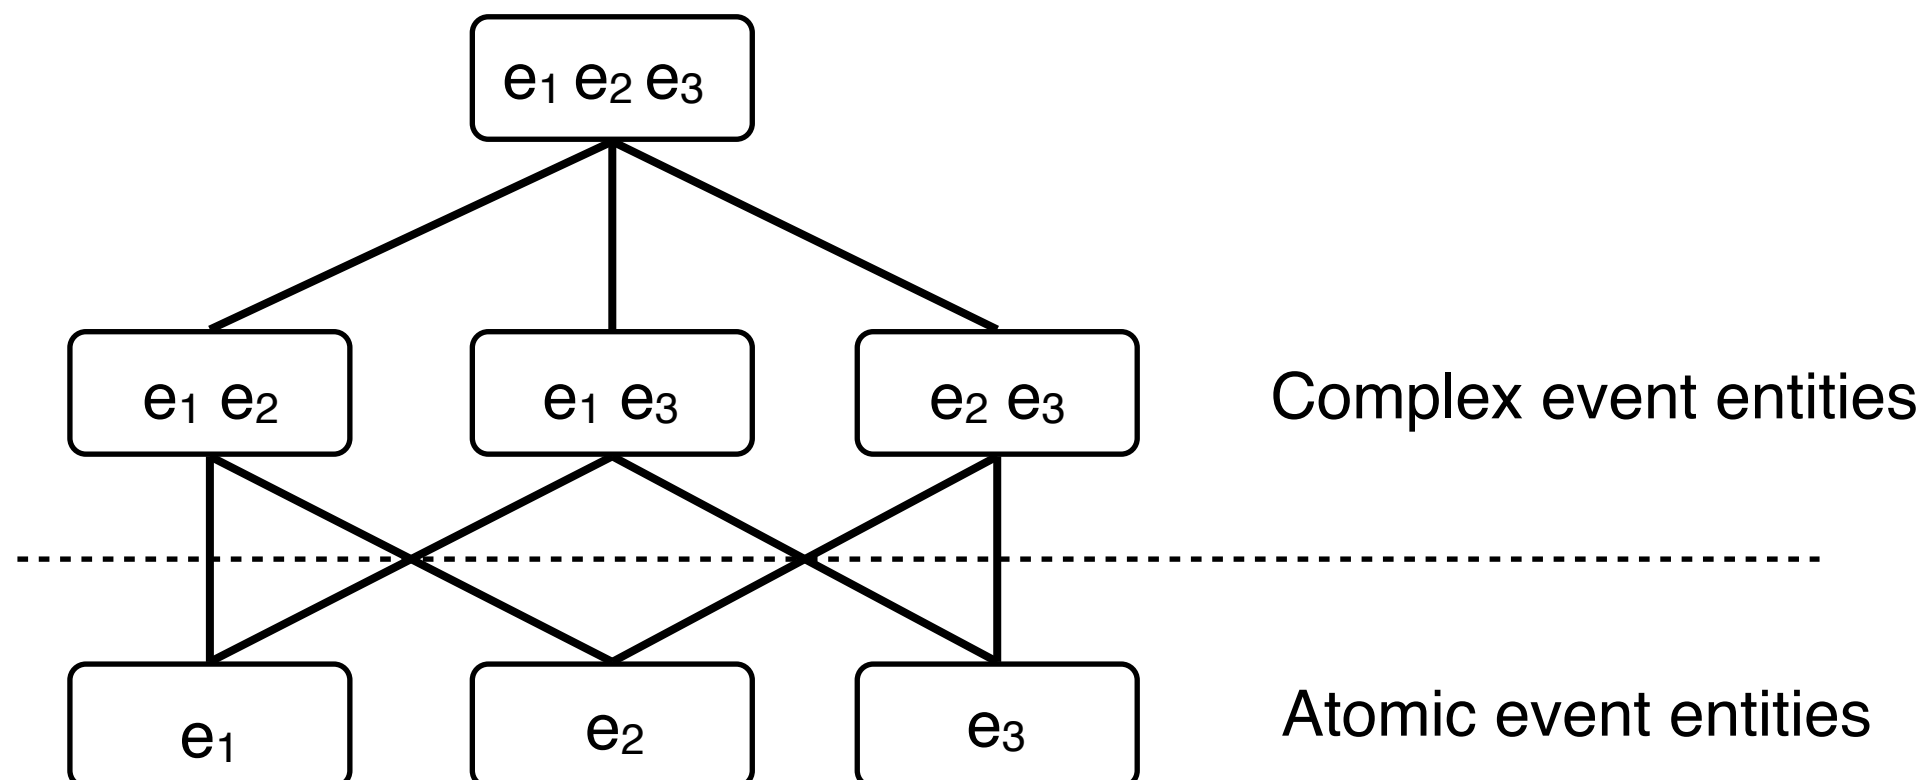 e₁ e₂ e₃
e₁ e₂
e₁ e₃
e₂ e₃
Complex event entities
e₁
e₂
e₃
Atomic event entities